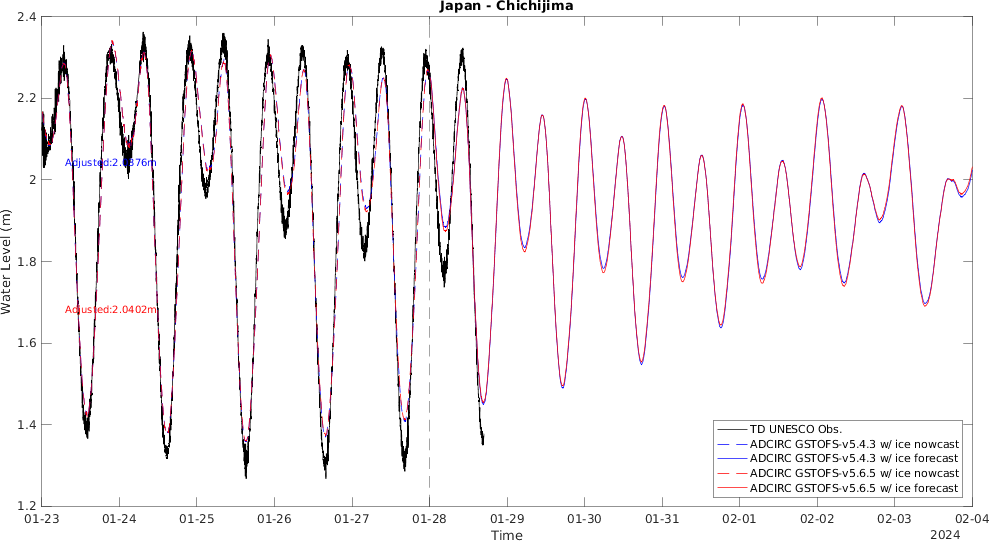 Japan - Chichijima
2.4
2.2
2
1.8
1.6
1.4
1.2
Water Level (m)
Adjusted:2.0376m
Adjusted:2.0402m
TD UNESCO Obs.
ADCIRC GSTOFS-v5.4.3 w/ ice nowcast
ADCIRC GSTOFS-v5.4.3 w/ ice forecast
ADCIRC GSTOFS-v5.6.5 w/ ice nowcast
ADCIRC GSTOFS-v5.6.5 w/ ice forecast
01-23 01-24 01-25 01-26 01-27 01-28 01-29 01-30 01-31 02-01 02-02 02-03 02-04
Time
2024